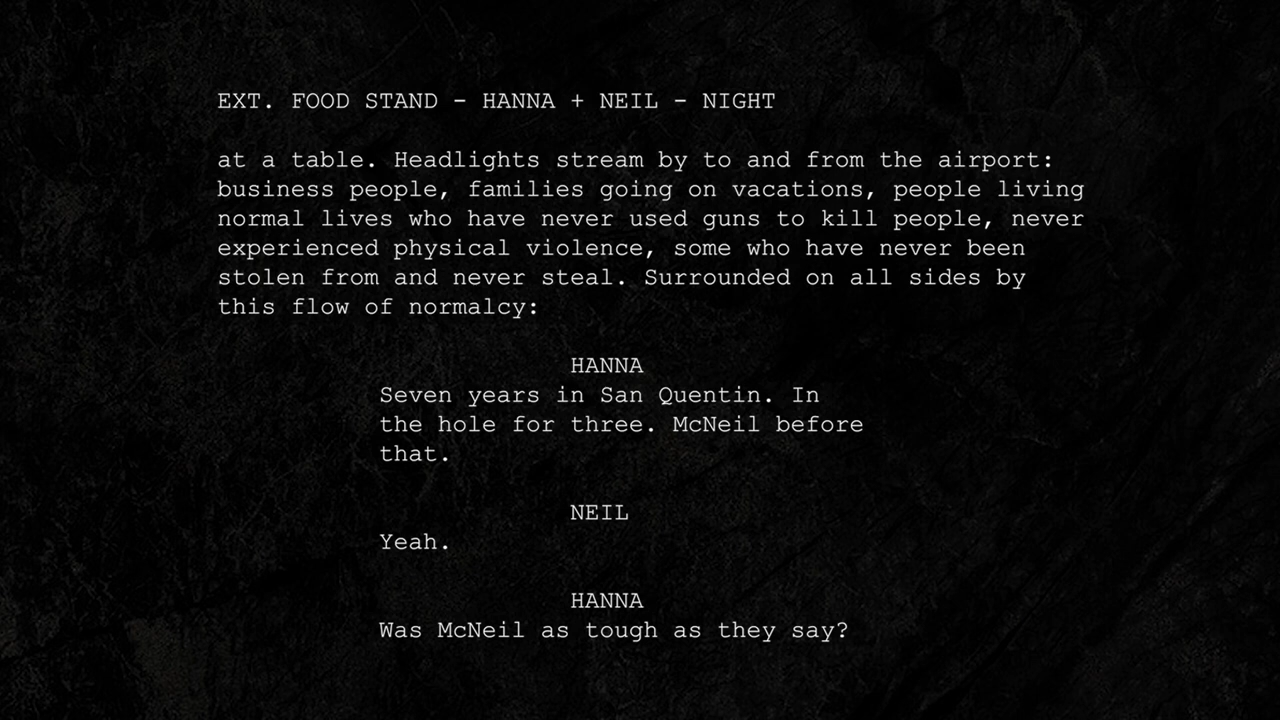 EXT. FOOD STAND - HANNA + NEIL - NIGHT
at a table. Headlights stream by to and from the airport:
business people, families going on vacations, people living
normal lives who have never used guns to kill people, never
experienced physical violence, some who have never been
stolen from and never steal. Surrounded on all sides by
this flow of normalcy:
HANNA
Seven years in San Quentin. In
the hole for three. McNeil before
that.
NEIL
Yeah.
HANNA
Was McNeil as tough as they say?